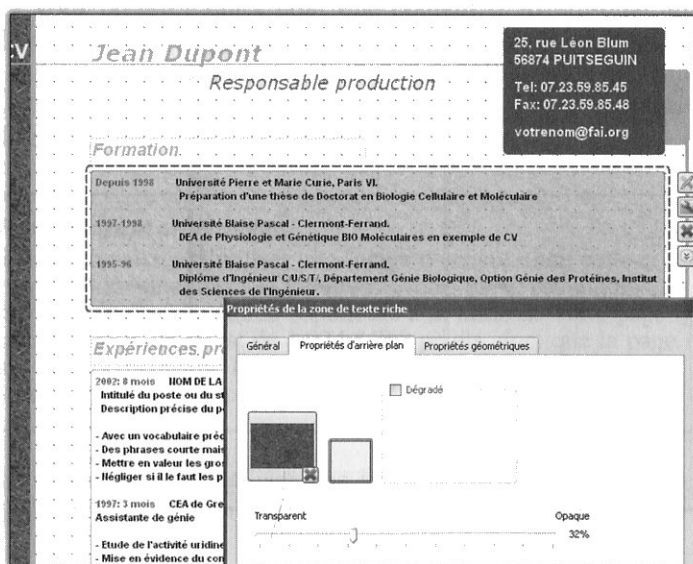 CV
Jean Dupont
Responsable production
25, rue Léon Blum
56874 PUITSEGUIN
Tel: 07.23.59.85.45
Fax: 07.23.59.85.48
votrenom@fai.org
Formation
Depuis 1998 Université Pierre et Marie Curie, Paris VI.
Préparation d'une thèse de Doctorat en Biologie Cellulaire et Moléculaire
1997-1998 Université Blaise Pascal - Clermont-Ferrand.
DEA de Physiologie et Génétique BIO Moléculaires en exemple de CV
1995-96 Université Blaise Pascal - Clermont-Ferrand.
Diplôme d'Ingénieur C/U/S/T/, Département Génie Biologique, Option Génie des Protéines, Institut
des Sciences de l'Ingénieur.
Expériences pr
2002: 8 mois NOM DE LA
Intitulé du poste ou du st
Description précise du p
- Avec un vocabulaire préc
- Des phrases courte mais
- Mettre en valeur les gros
- Négliger si il le faut les p
1997: 3 mois CEA de Gre
Assistante de génie
- Etude de l'activité uridine
- Mise en évidence du con
Propriétés de la zone de texte riche
Général Propriétés d'arrière plan Propriétés géométriques
Dégradé
Transparent Opaque
32%